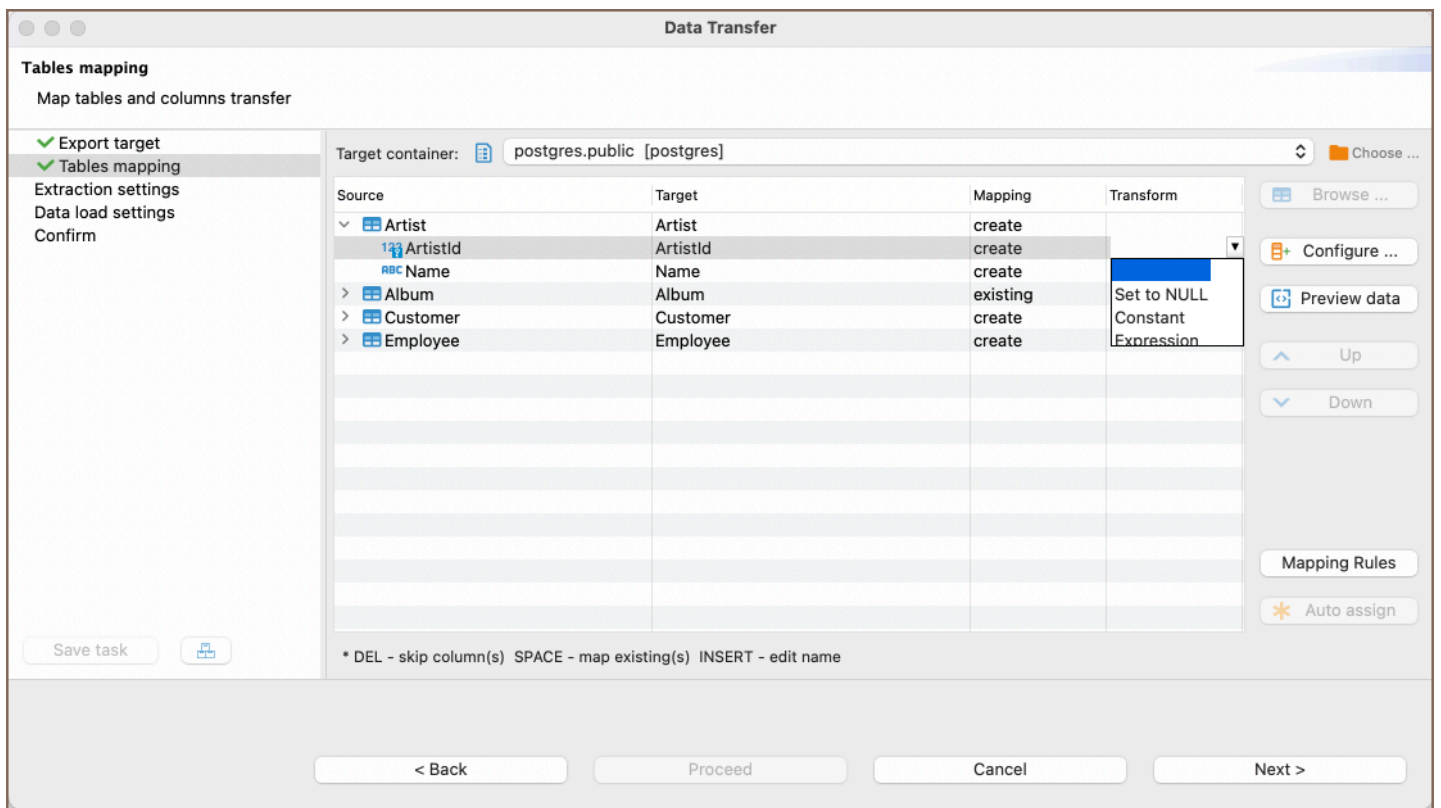 Data Transfer
Tables mapping
Map tables and columns transfer
Export target
Tables mapping
Extraction settings
Data load settings
Confirm
Save task
Target container: postgres.public [postgres] Choose ...
Source Target Mapping Transform
Artist Artist create
123 ArtistId ArtistId create
ABC Name Name create
Album Album existing
Customer Customer create
Employee Employee create
Set to NULL
Constant
Expression
Browse ...
Configure ...
Preview data
Up
Down
Mapping Rules
Auto assign
* DEL - skip column(s) SPACE - map existing(s) INSERT - edit name
< Back Proceed Cancel Next >